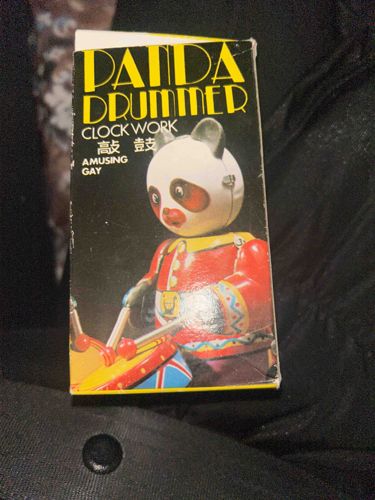 PANDA
DRUMMER
CLOCKWORK
敲 鼓
AMUSING
GAY